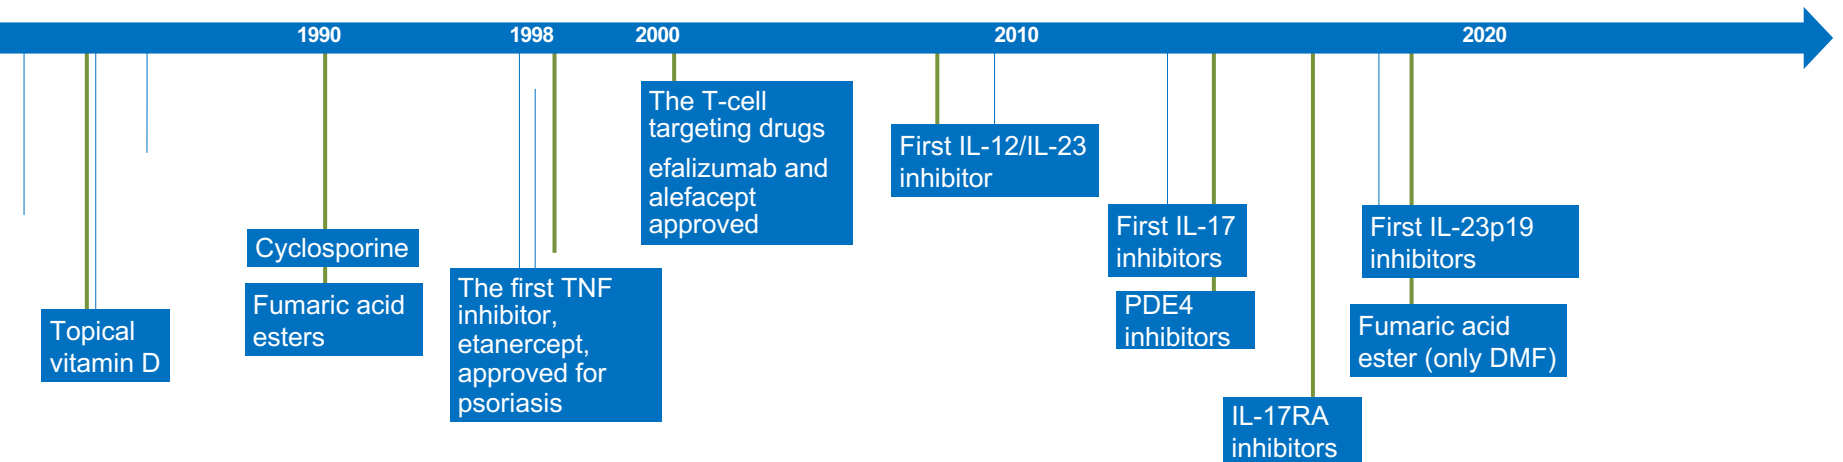 1990
1998
2000
2010
2020
The T-cell
targeting drugs
efalizumab and
alefacept
approved
First IL-12/IL-23
inhibitor
Cyclosporine
Fumaric acid
esters
Topical
vitamin D
The first TNF
inhibitor,
etanercept,
approved for
psoriasis
First IL-17
inhibitors
PDE4
inhibitors
IL-17RA
inhibitors
First IL-23p19
inhibitors
Fumaric acid
ester (only DMF)